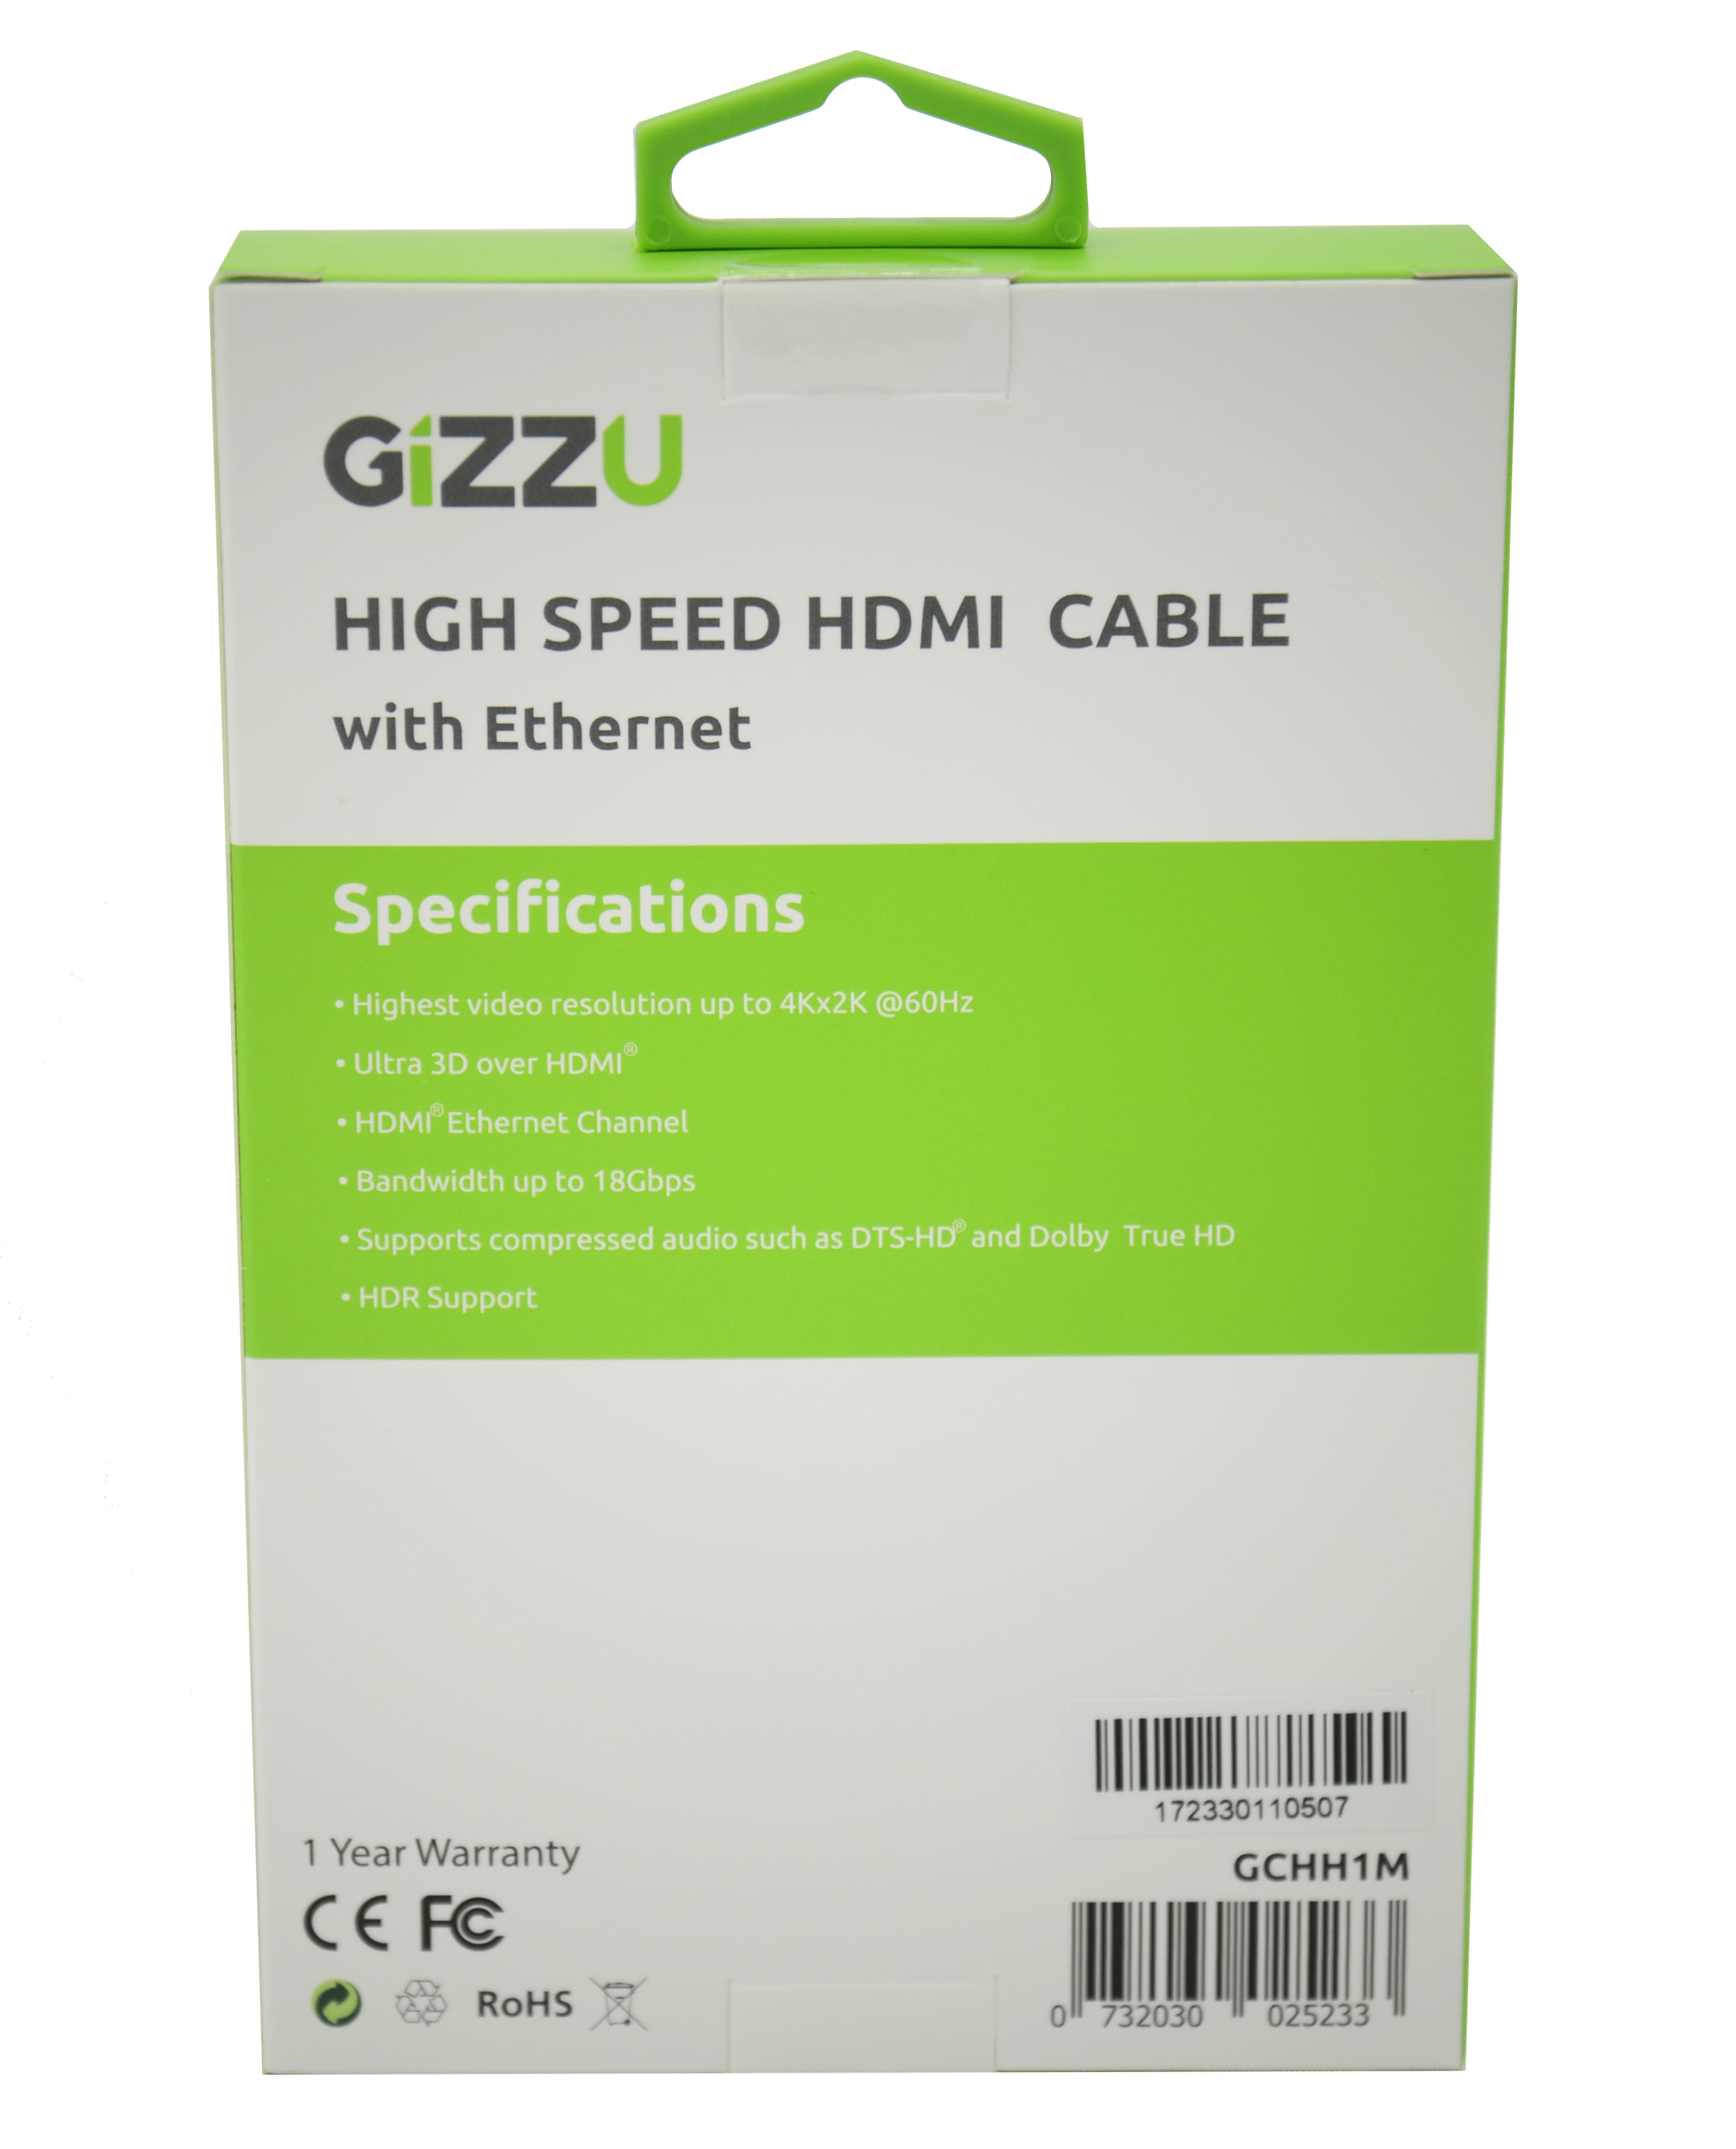 GiZZU
HIGH SPEED HDMI CABLE
with Ethernet
Specifications
• Highest video resolution up to 4Kx2K @60Hz
• Ultra 3D over HDMI®
• HDMI® Ethernet Channel
• Bandwidth up to 18Gbps
• Supports compressed audio such as DTS-HD® and Dolby True HD
• HDR Support
172330110507
GCHH1M
0 732030 025233
1 Year Warranty
CE FC
RoHS